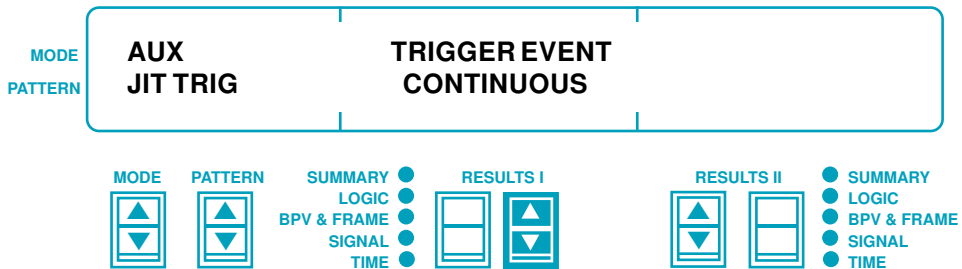 MODE AUX TRIGGER EVENT
PATTERN JIT TRIG CONTINUOUS
MODE PATTERN SUMMARY RESULTS I RESULTS II SUMMARY
LOGIC LOGIC
BPV & FRAME BPV & FRAME
SIGNAL SIGNAL
TIME TIME